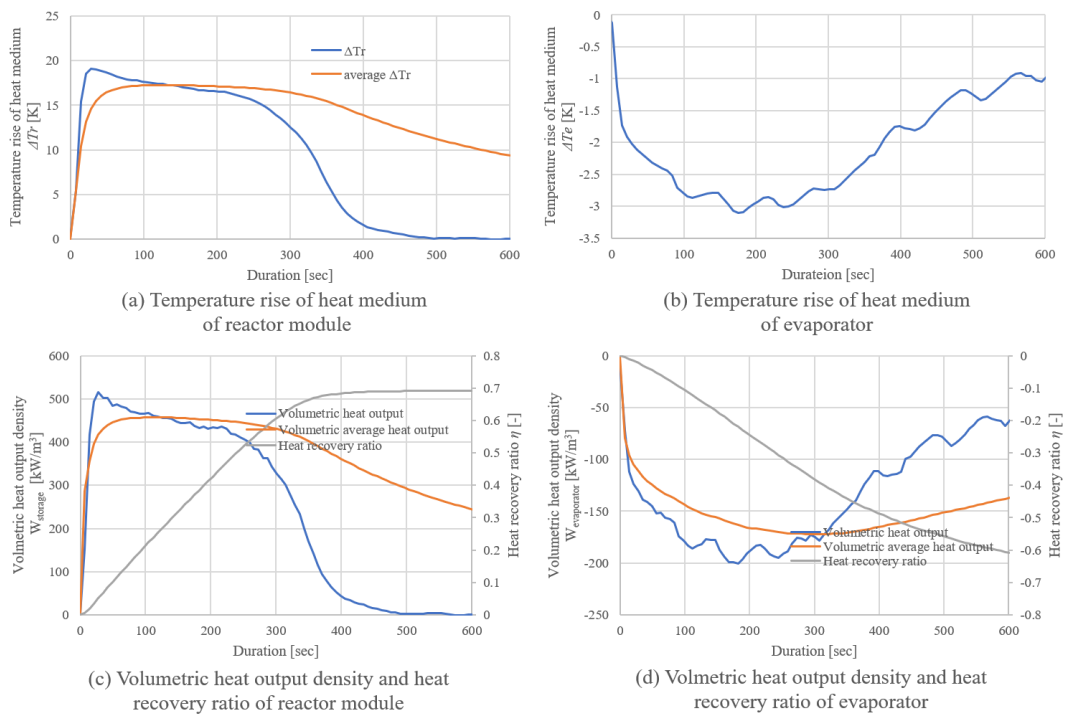 25
20
15
10
5
0
0
100
200
300
400
500
600
Temperature rise of heat medium
ΔTr [K]
ΔTr
average ΔTr
Duration [sec]
(a) Temperature rise of heat medium
of reactor module
0
-0.5
-1
-1.5
-2
-2.5
-3
-3.5
0
100
200
300
400
500
600
Temperature rise of heat medium
ΔTe [K]
Durateion [sec]
(b) Temperature rise of heat medium
of evaporator
600
500
400
300
200
100
0
0
100
200
300
400
500
600
0.8
0.7
0.6
0.5
0.4
0.3
0.2
0.1
0
Volmetric heat output density
Wstorage [kW/m³]
Heat recovery ratio η [-]
Volumetric heat output
Volumetric average heat output
Heat recovery ratio
Duration [sec]
(c) Volumetric heat output density and heat
recovery ratio of reactor module
0
-50
-100
-150
-200
-250
0
100
200
300
400
500
600
0
-0.1
-0.2
-0.3
-0.4
-0.5
-0.6
-0.7
-0.8
Volumetric heat output density
Wevaporator [kW/m³]
Heat recovery ratio η [-]
Volumetric heat output
Volumetric average heat output
Heat recovery ratio
Duration [sec]
(d) Volmetric heat output density and heat
recovery ratio of evaporator